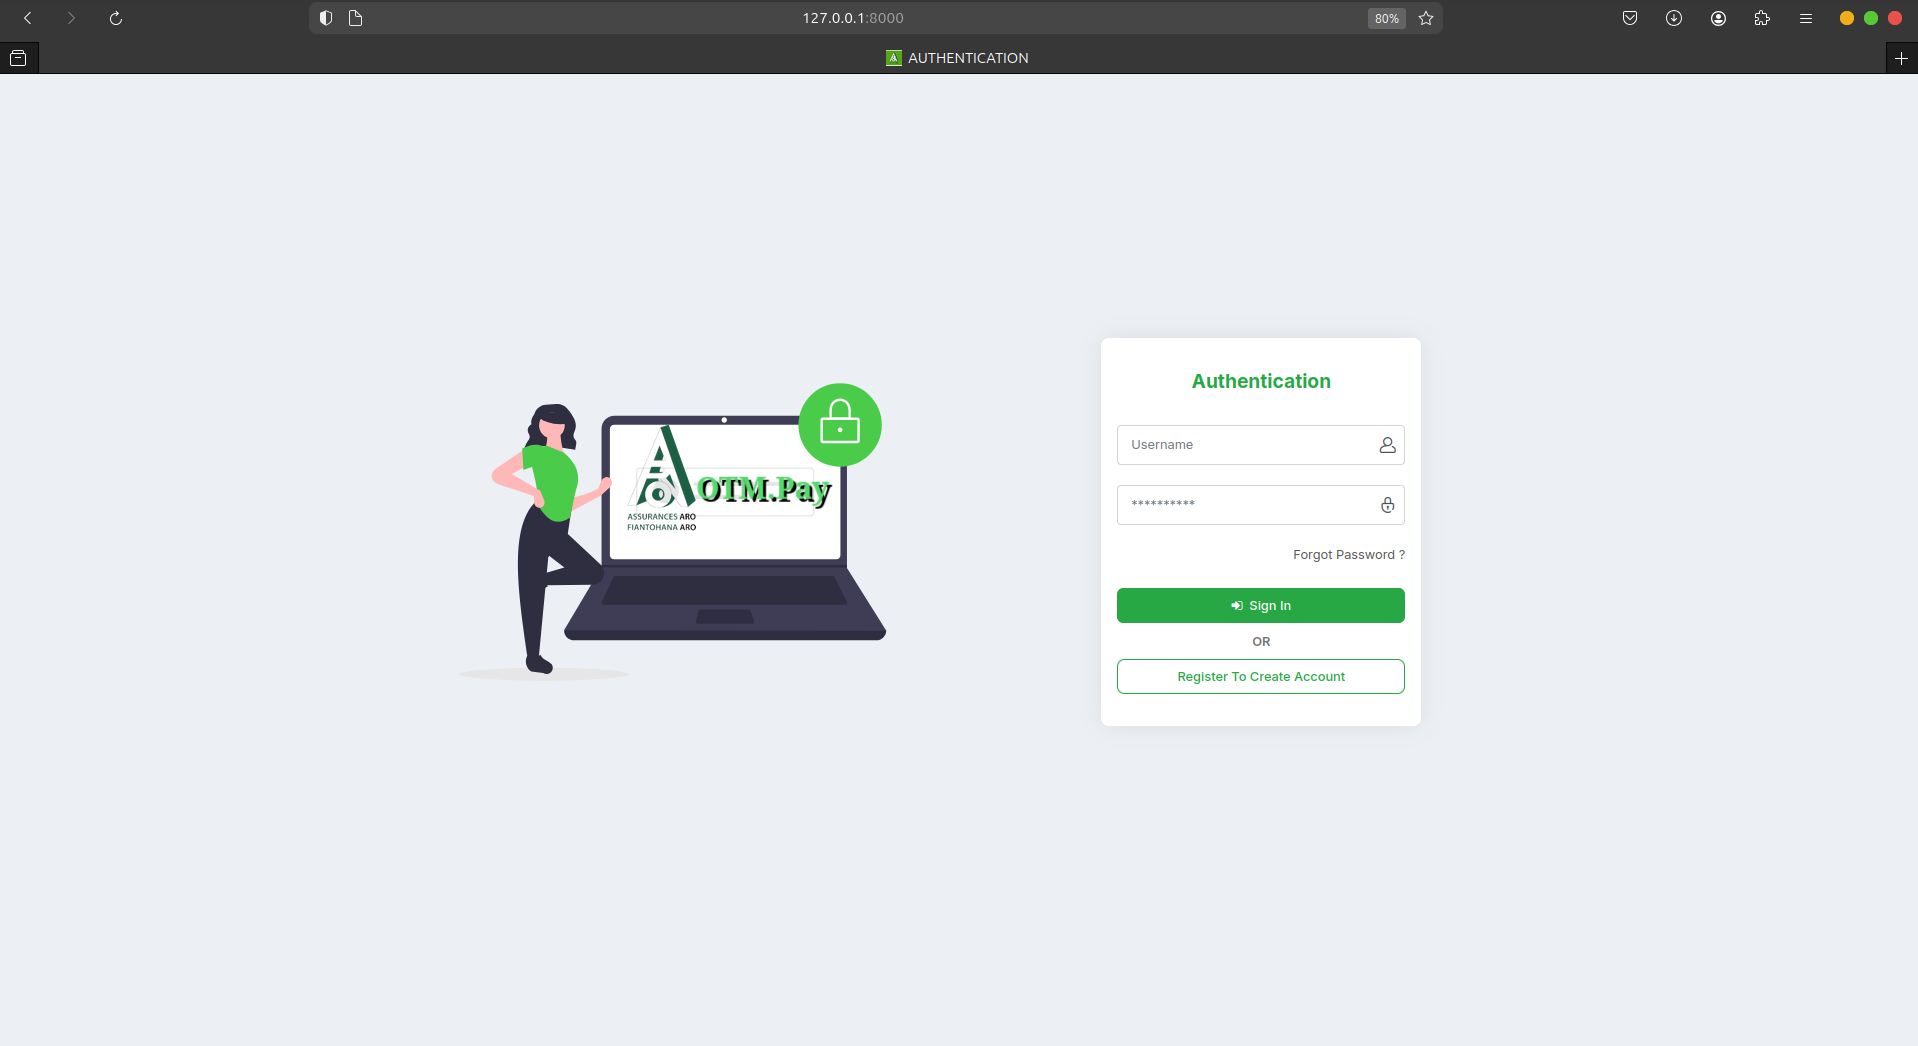 127.0.0.1:8000
80%
AUTHENTICATION
OTM.Pay
ASSURANCES ARO
FIANTOHANA ARO
Authentication
Username
**********
Forgot Password ?
Sign In
OR
Register To Create Account